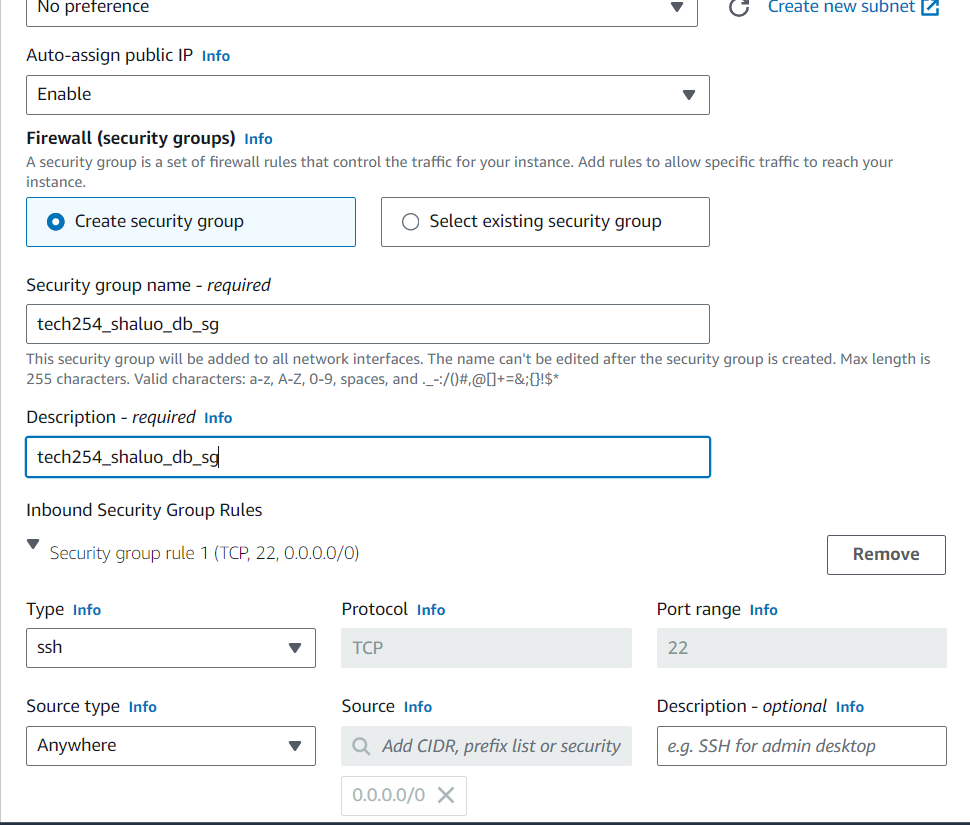 No preference
Create new subnet
Auto-assign public IP Info
Enable
Firewall (security groups) Info
A security group is a set of firewall rules that control the traffic for your instance. Add rules to allow specific traffic to reach your
instance.
Create security group
Select existing security group
Security group name - required
tech254_shaluo_db_sg
This security group will be added to all network interfaces. The name can't be edited after the security group is created. Max length is
255 characters. Valid characters: a-z, A-Z, 0-9, spaces, and ._-:/()#,@[]+=&;{}!$*
Description - required Info
tech254_shaluo_db_sg
Inbound Security Group Rules
Security group rule 1 (TCP, 22, 0.0.0.0/0)
Remove
Type Info
Protocol Info
Port range Info
ssh
TCP
22
Source type Info
Source Info
Description - optional Info
Anywhere
Add CIDR, prefix list or security
e.g. SSH for admin desktop
0.0.0.0/0